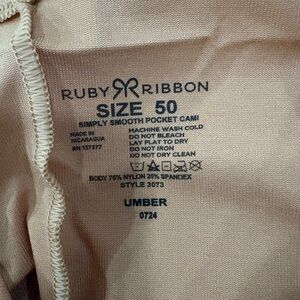 RUBY RIBBON
SIZE 50
SIMPLY SMOOTH POCKET CAMI
MADE IN
NICARAGUA
RN 137377
MACHINE WASH COLD
DO NOT BLEACH
LAY FLAT TO DRY
DO NOT IRON
DO NOT DRY CLEAN
BODY 75% NYLON 25% SPANDEX
STYLE 3073
UMBER
0724